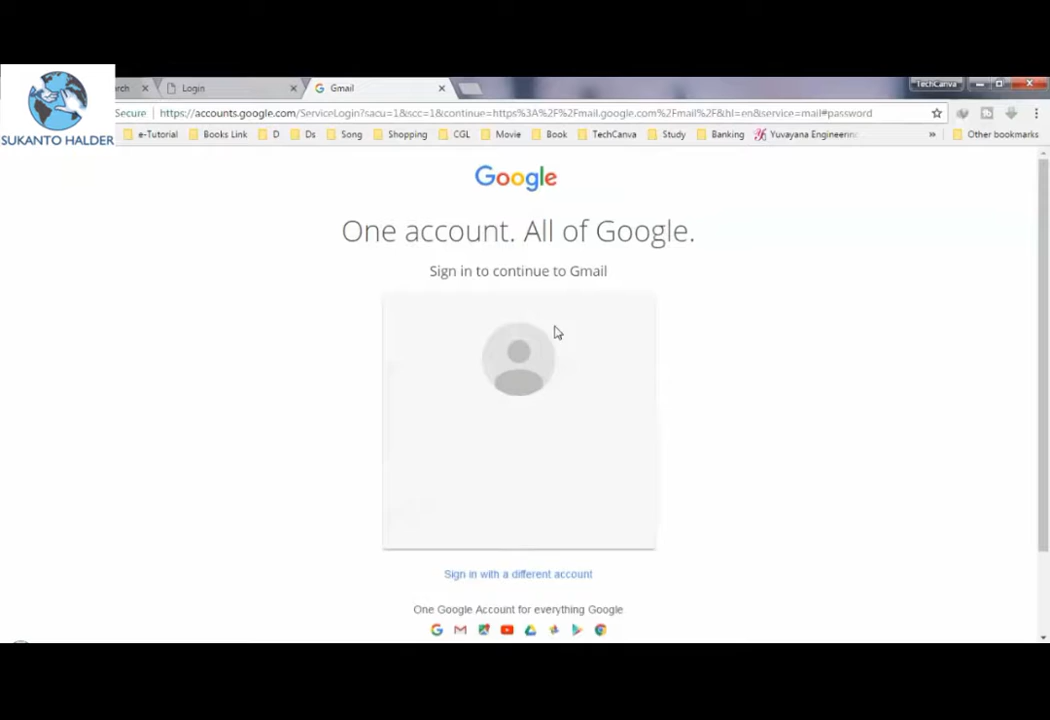 SUKANTO HALDER
rch
Login
Gmail
TechCanva
Secure
https://accounts.google.com/ServiceLogin?sacu=1&scc=1&continue=https%3A%2F%2Fmail.google.com%2Fmail%2F&hl=en&service=mail#password
e-Tutorial Books Link D Ds Song Shopping CGL Movie Book TechCanva Study Banking Yuvayana Engineerin » Other bookmarks
Google
One account. All of Google.
Sign in to continue to Gmail
Sign in with a different account
One Google Account for everything Google